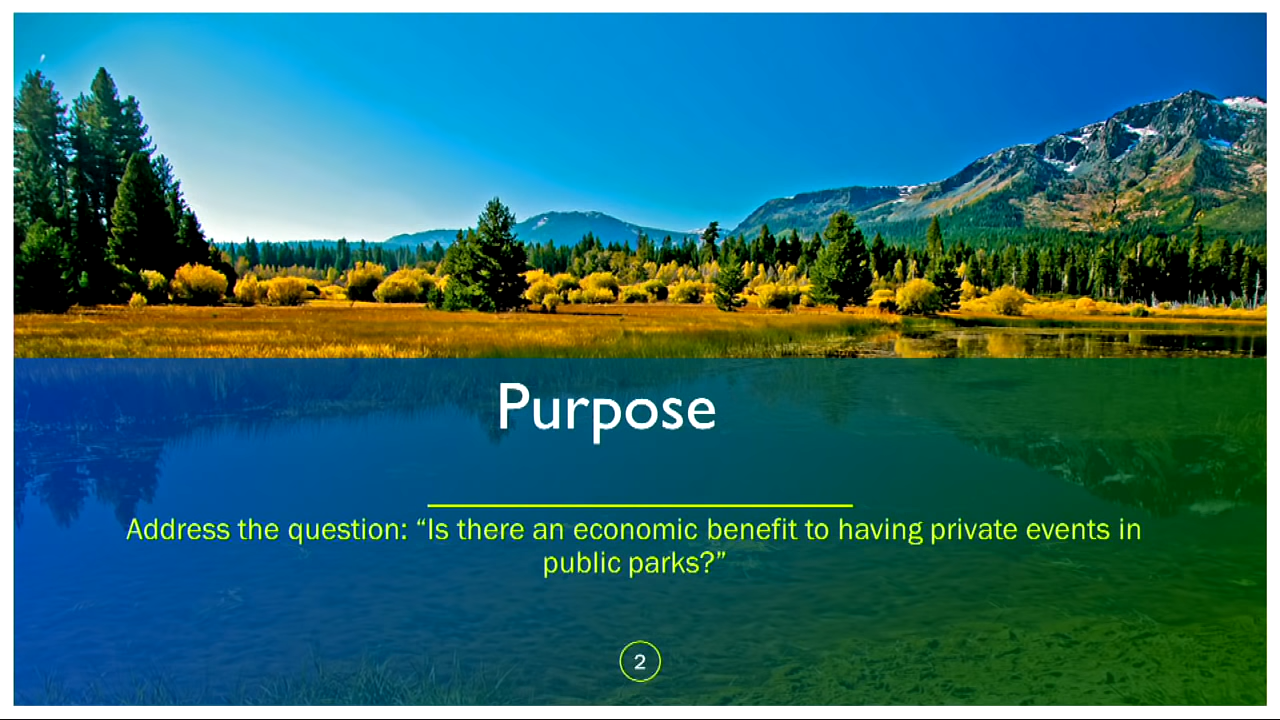 Purpose
Address the question: “Is there an economic benefit to having private events in
public parks?”
2